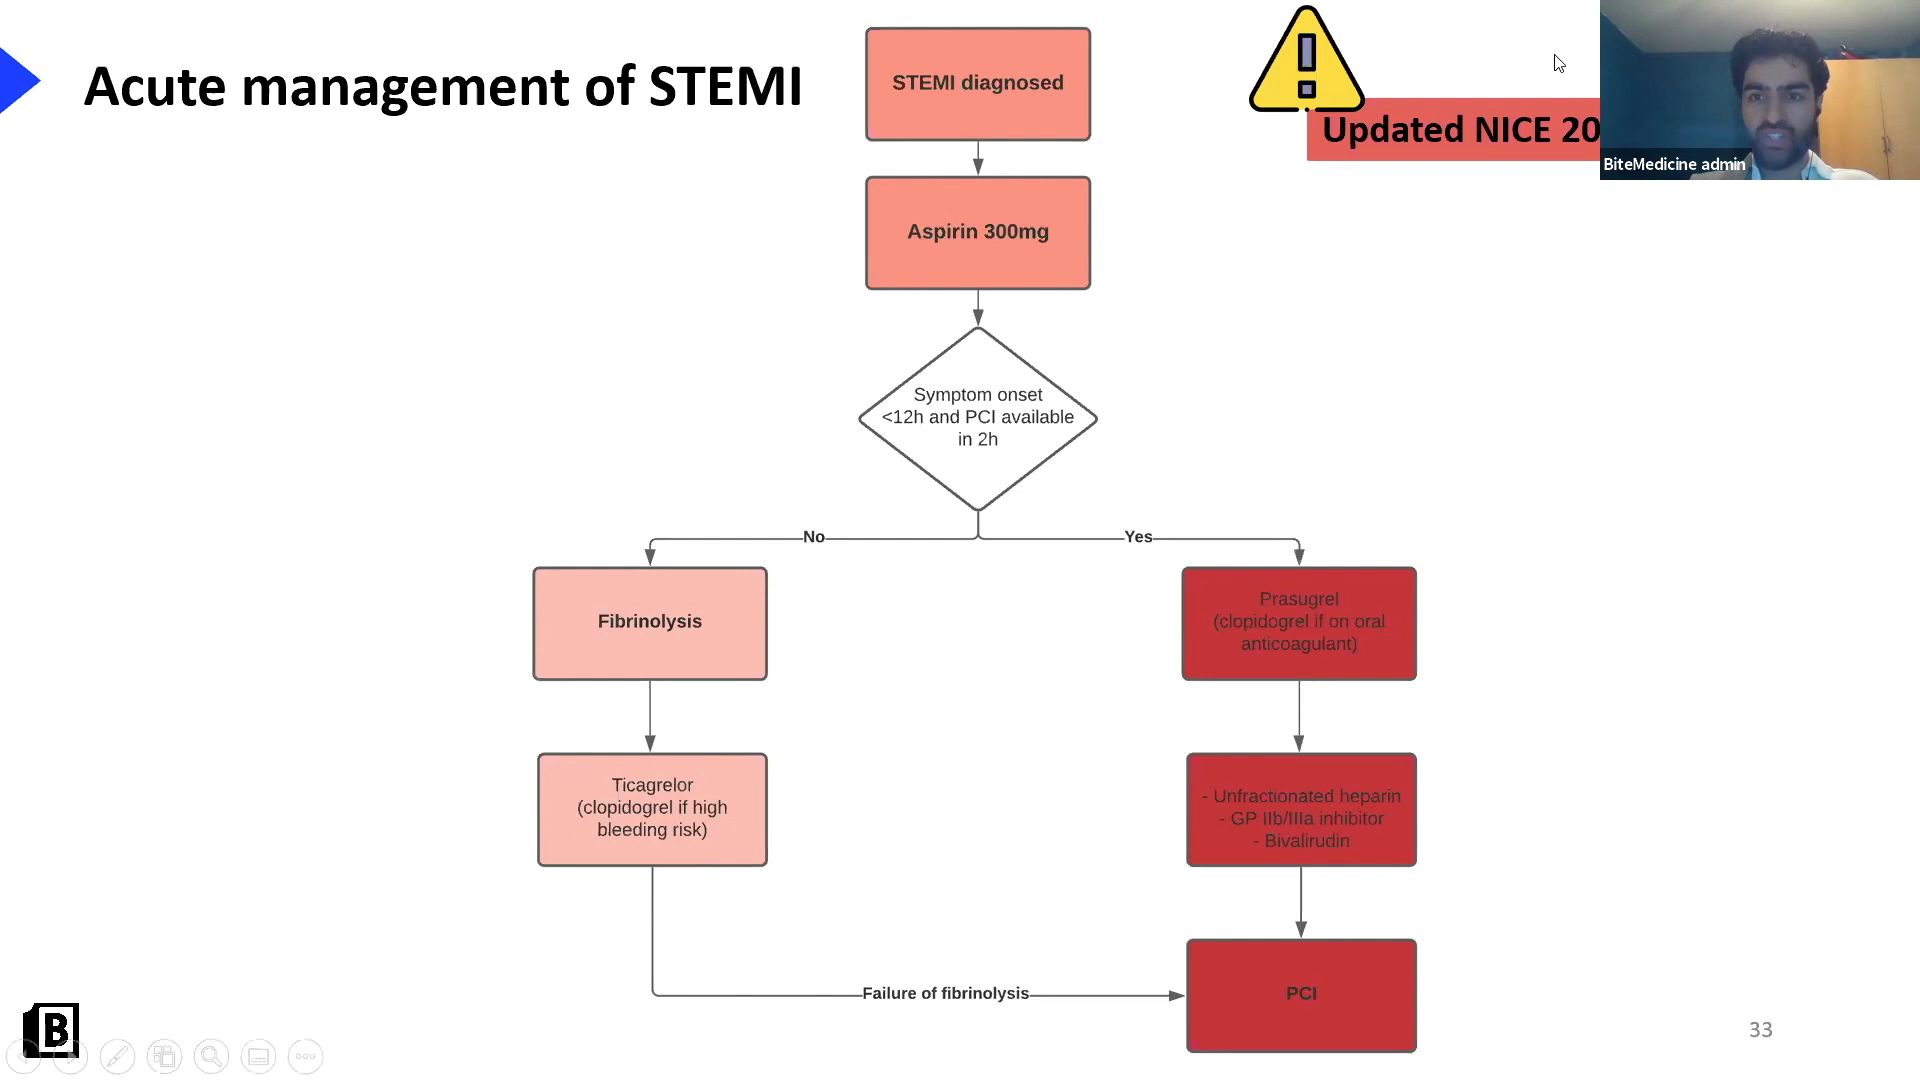 Acute management of STEMI
STEMI diagnosed
Updated NICE 20
BiteMedicine admin
Aspirin 300mg
Symptom onset
<12h and PCI available
in 2h
No
Yes
Fibrinolysis
Prasugrel
(clopidogrel if on oral
anticoagulant)
Ticagrelor
(clopidogrel if high
bleeding risk)
- Unfractionated heparin
- GP IIb/IIIa inhibitor
- Bivalirudin
Failure of fibrinolysis
PCI
B
33